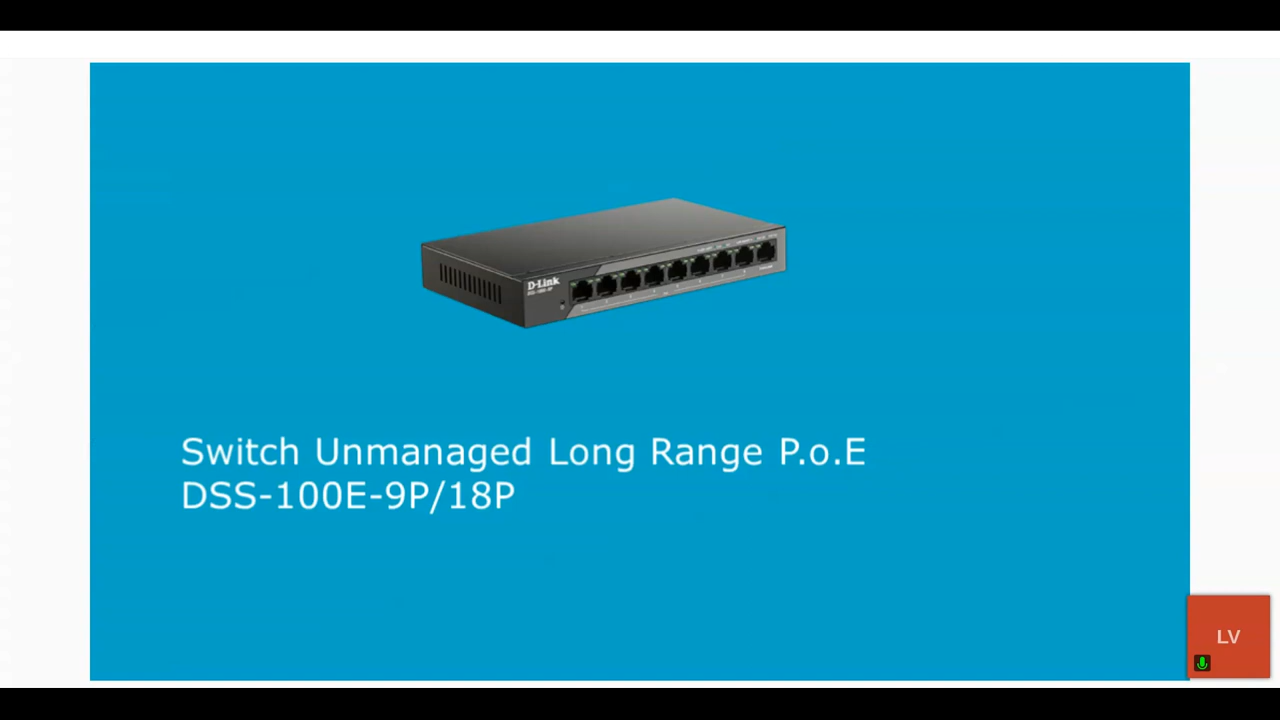 D-Link
Switch Unmanaged Long Range P.o.E
DSS-100E-9P/18P
LV